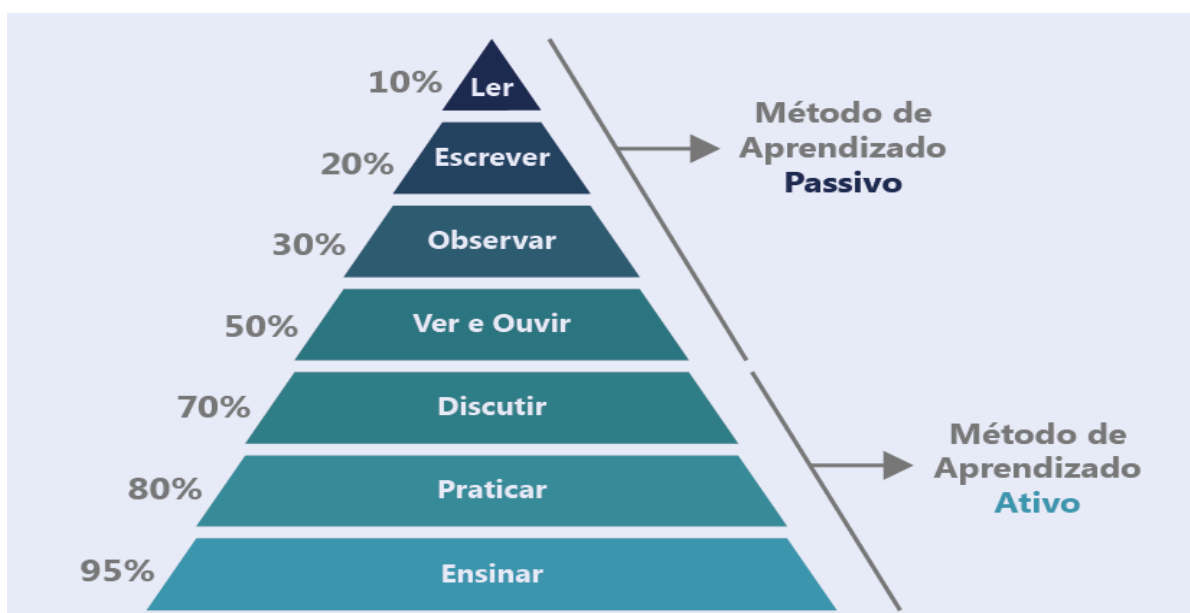 10%
Ler
20%
Escrever
30%
Observar
50%
Ver e Ouvir
70%
Discutir
80%
Praticar
95%
Ensinar
Método de
Aprendizado
Passivo
Método de
Aprendizado
Ativo